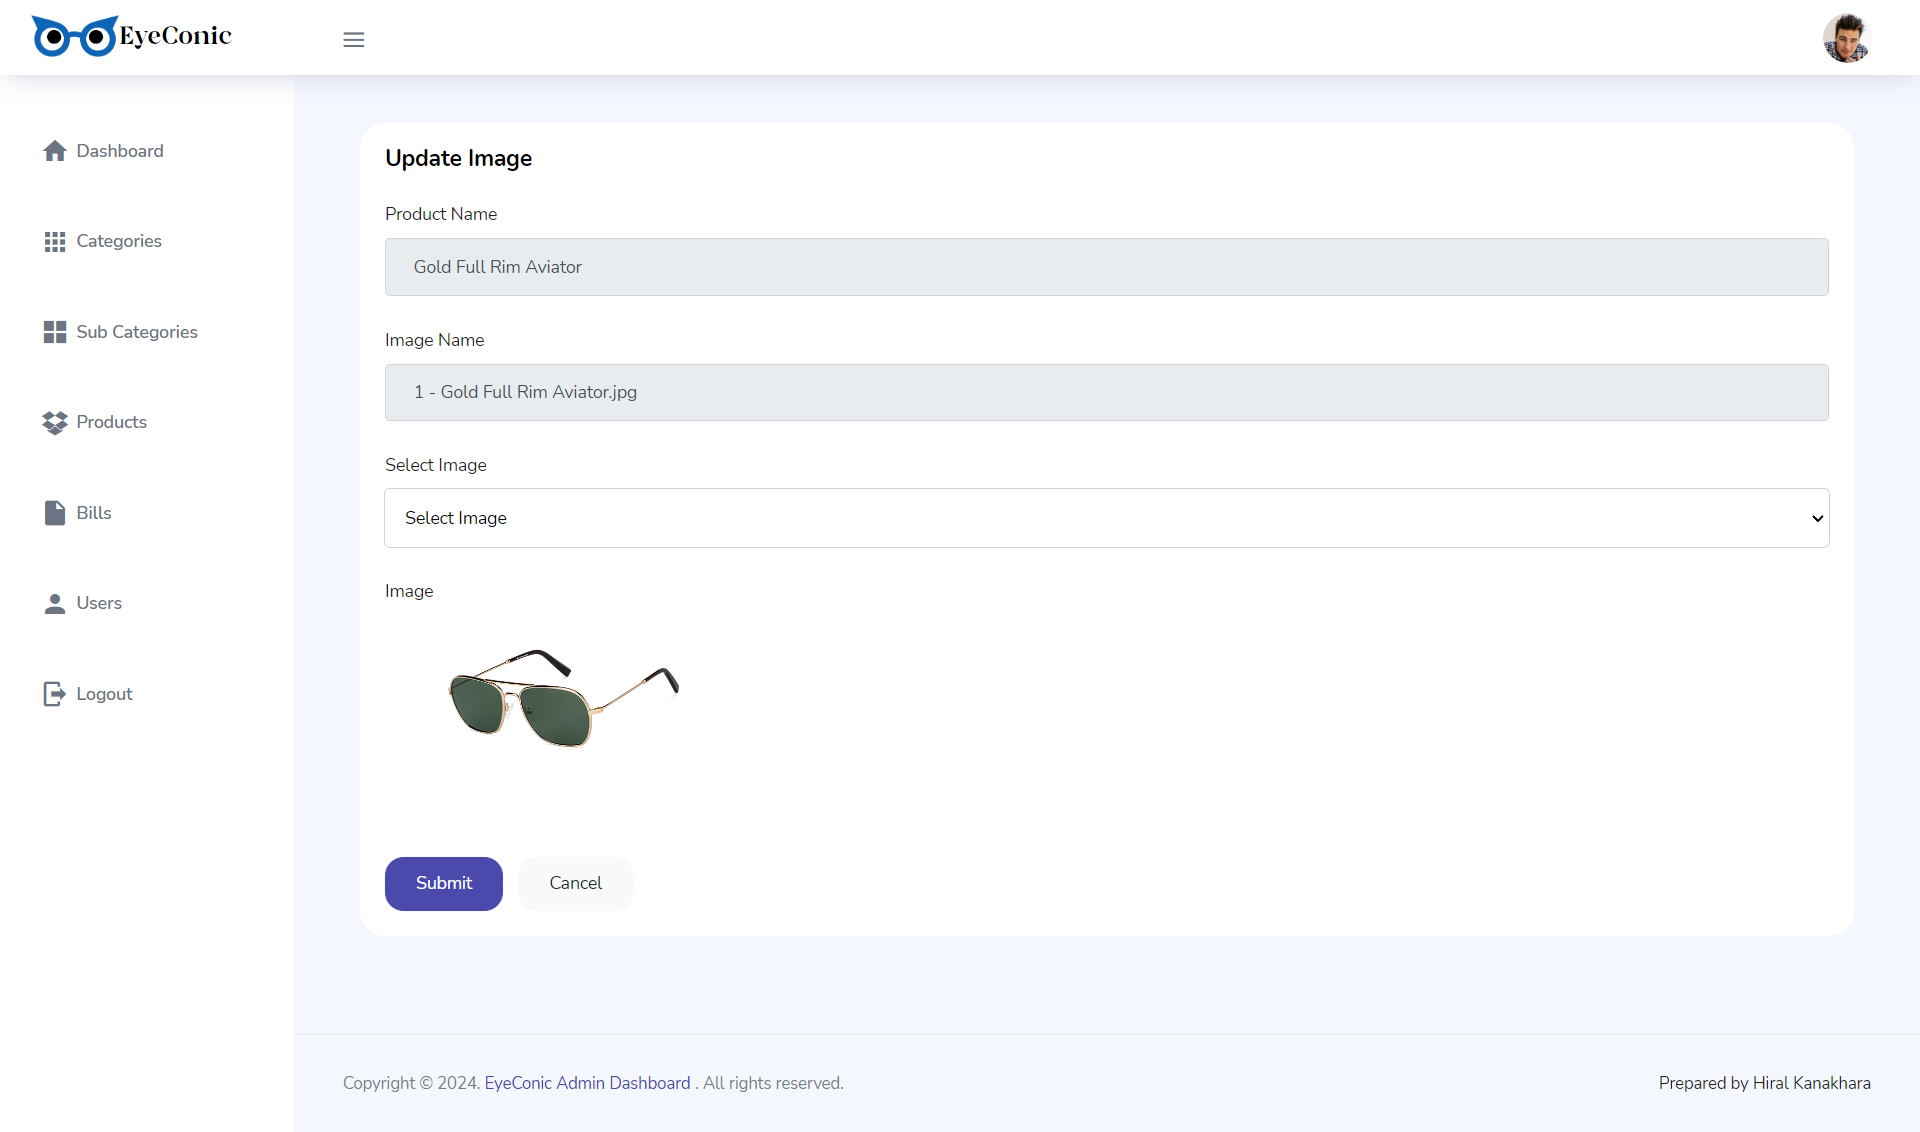 EyeConic
Dashboard
Categories
Sub Categories
Products
Bills
Users
Logout
Update Image
Product Name
Gold Full Rim Aviator
Image Name
1 - Gold Full Rim Aviator.jpg
Select Image
Select Image
Image
Submit
Cancel
Copyright © 2024. EyeConic Admin Dashboard . All rights reserved.
Prepared by Hiral Kanakhara